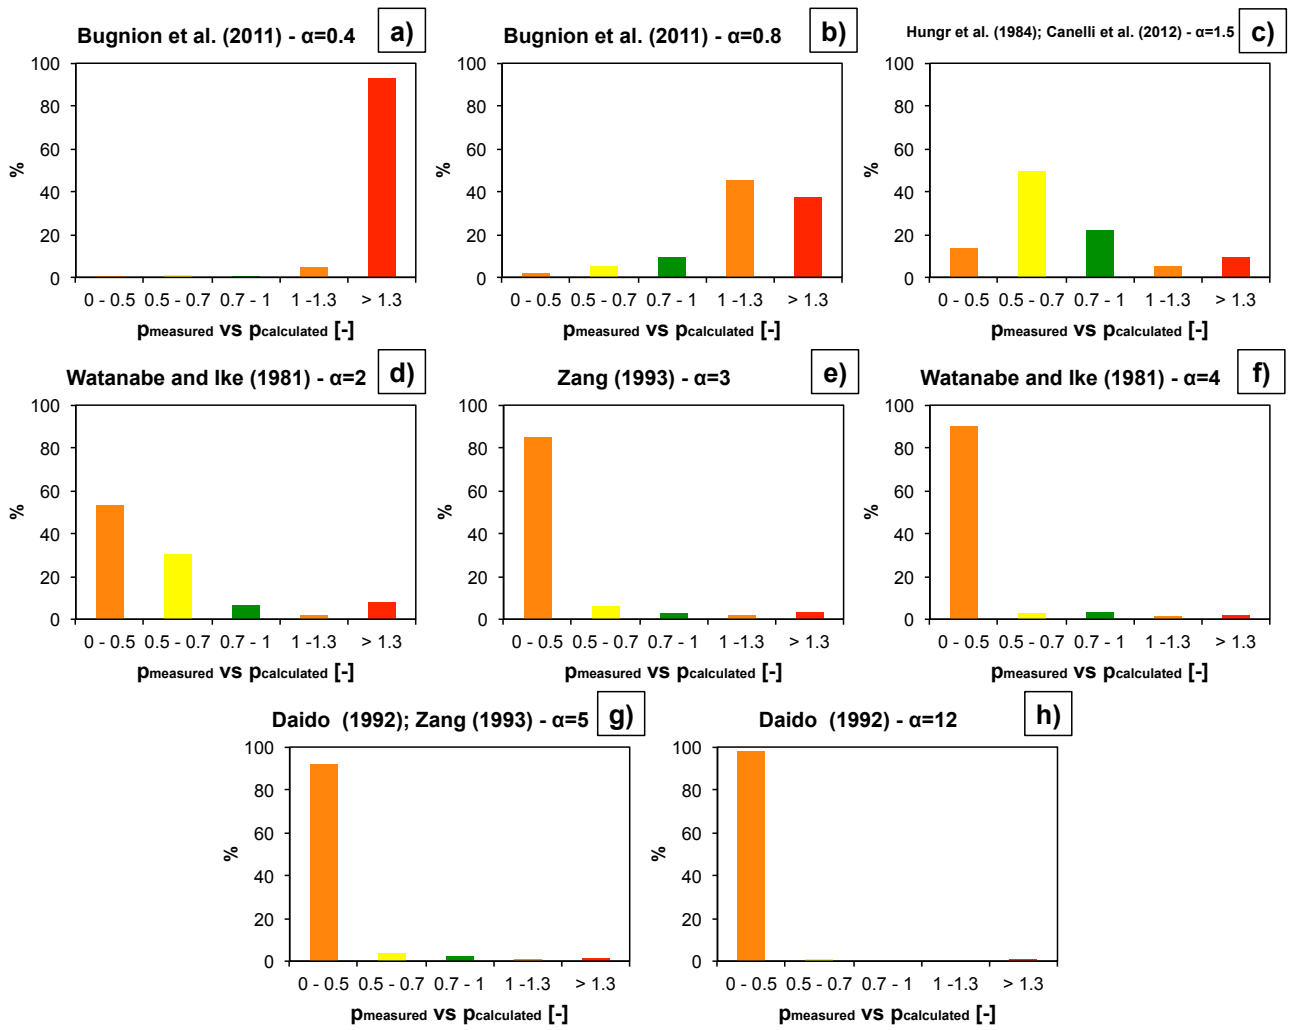 Bugnion et al. (2011) - α=0.4
a)
100
80
60
40
20
0
%
0 - 0.5 0.5 - 0.7 0.7 - 1 1 -1.3 > 1.3
pmeasured vs pcalculated [-]
Bugnion et al. (2011) - α=0.8
b)
100
80
60
40
20
0
%
0 - 0.5 0.5 - 0.7 0.7 - 1 1 -1.3 > 1.3
pmeasured vs pcalculated [-]
Hungr et al. (1984); Canelli et al. (2012) - α=1.5
c)
100
80
60
40
20
0
%
0 - 0.5 0.5 - 0.7 0.7 - 1 1 -1.3 > 1.3
pmeasured vs pcalculated [-]
Watanabe and Ike (1981) - α=2
d)
100
80
60
40
20
0
%
0 - 0.5 0.5 - 0.7 0.7 - 1 1 -1.3 > 1.3
pmeasured vs pcalculated [-]
Zang (1993) - α=3
e)
100
80
60
40
20
0
%
0 - 0.5 0.5 - 0.7 0.7 - 1 1 -1.3 > 1.3
pmeasured vs pcalculated [-]
Watanabe and Ike (1981) - α=4
f)
100
80
60
40
20
0
%
0 - 0.5 0.5 - 0.7 0.7 - 1 1 -1.3 > 1.3
pmeasured vs pcalculated [-]
Daido (1992); Zang (1993) - α=5
g)
100
80
60
40
20
0
%
0 - 0.5 0.5 - 0.7 0.7 - 1 1 -1.3 > 1.3
pmeasured vs pcalculated [-]
Daido (1992) - α=12
h)
100
80
60
40
20
0
%
0 - 0.5 0.5 - 0.7 0.7 - 1 1 -1.3 > 1.3
pmeasured vs pcalculated [-]